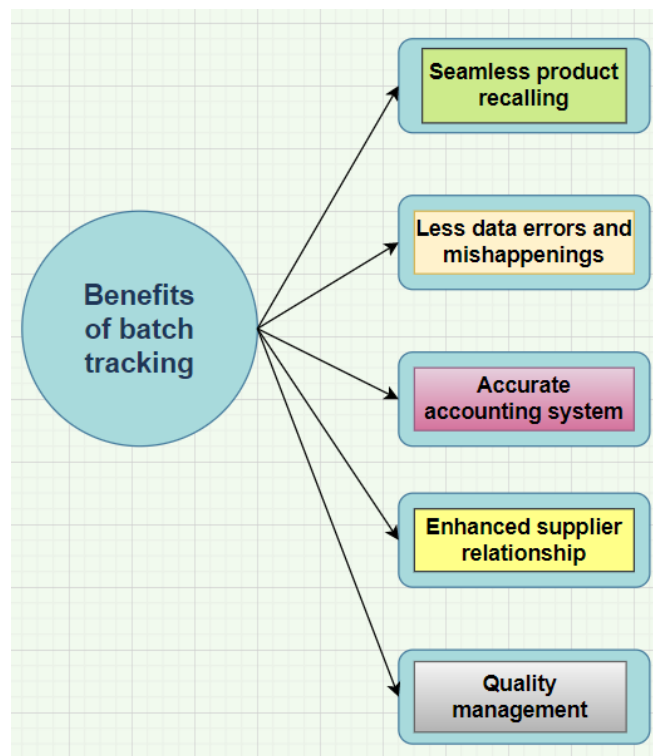 Seamless product
recalling
Less data errors and
mishappenings
Benefits
of batch
tracking
Accurate
accounting system
Enhanced supplier
relationship
Quality
management